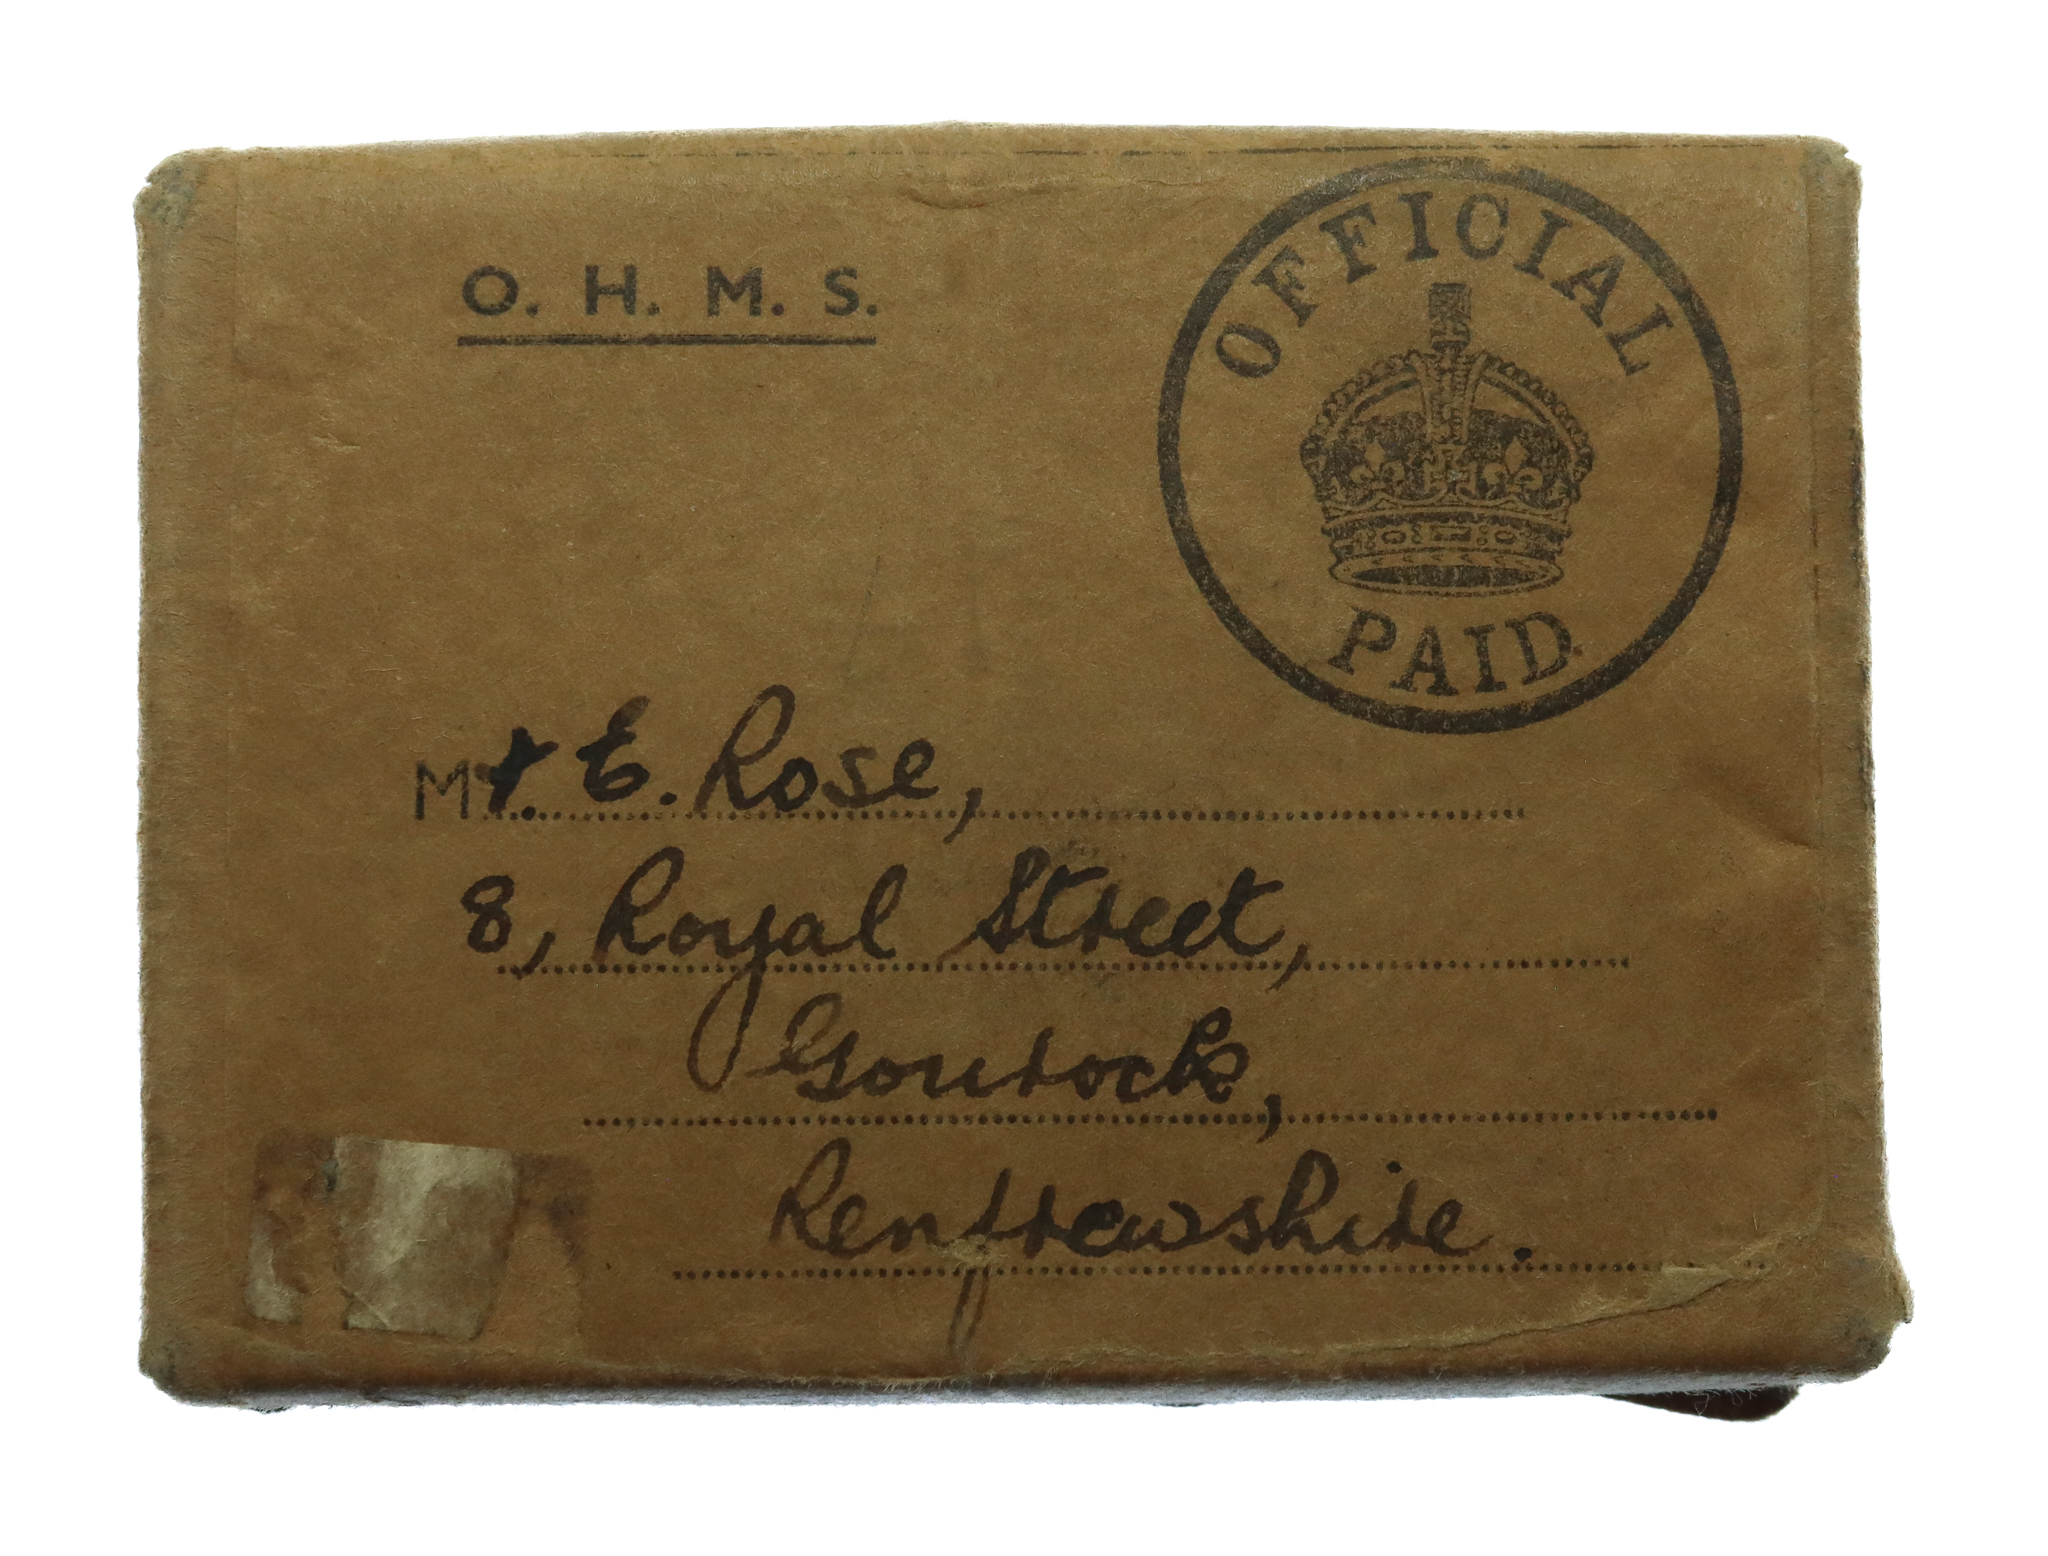 O. H. M. S.
OFFICIAL
PAID
Mr. E. Rose,
8, Royal Street,
Gourock,
Renfrewshire.